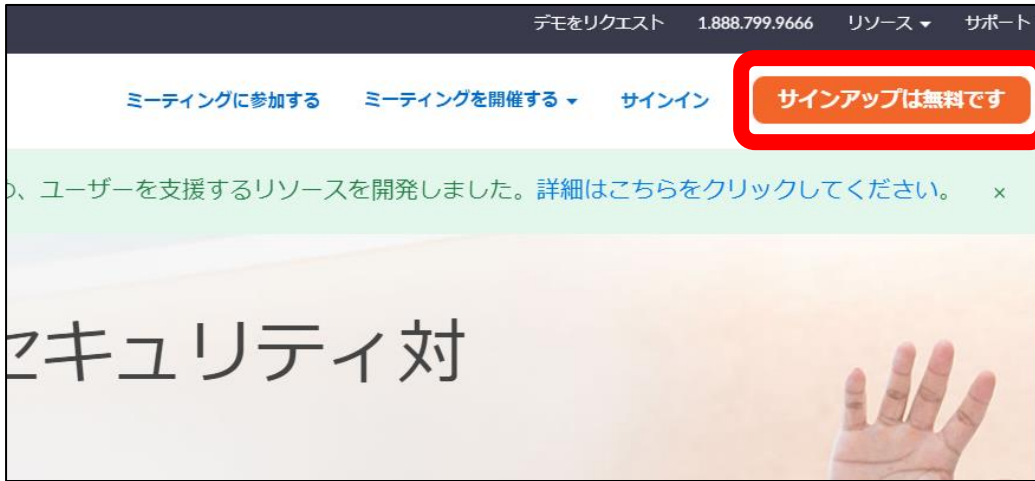 デモをリクエスト 1.888.799.9666 リソース サポート
ミーティングに参加する ミーティングを開催する サインイン サインアップは無料です
、ユーザーを支援するリソースを開発しました。詳細はこちらをクリックしてください。 ×
セキュリティ対